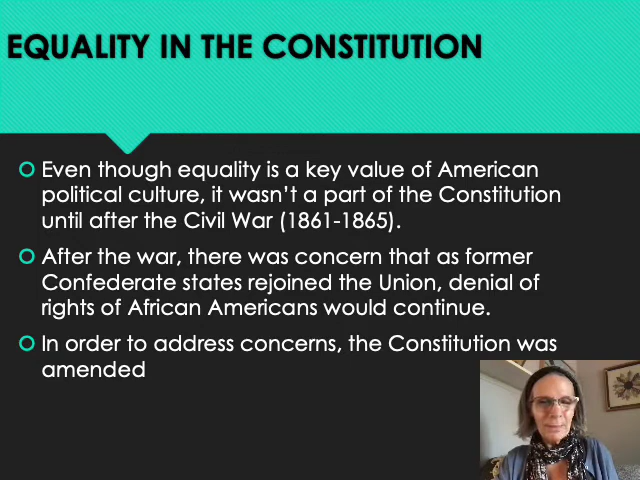 EQUALITY IN THE CONSTITUTION
Even though equality is a key value of American
political culture, it wasn't a part of the Constitution
until after the Civil War (1861-1865).
After the war, there was concern that as former
Confederate states rejoined the Union, denial of
rights of African Americans would continue.
In order to address concerns, the Constitution was
amended